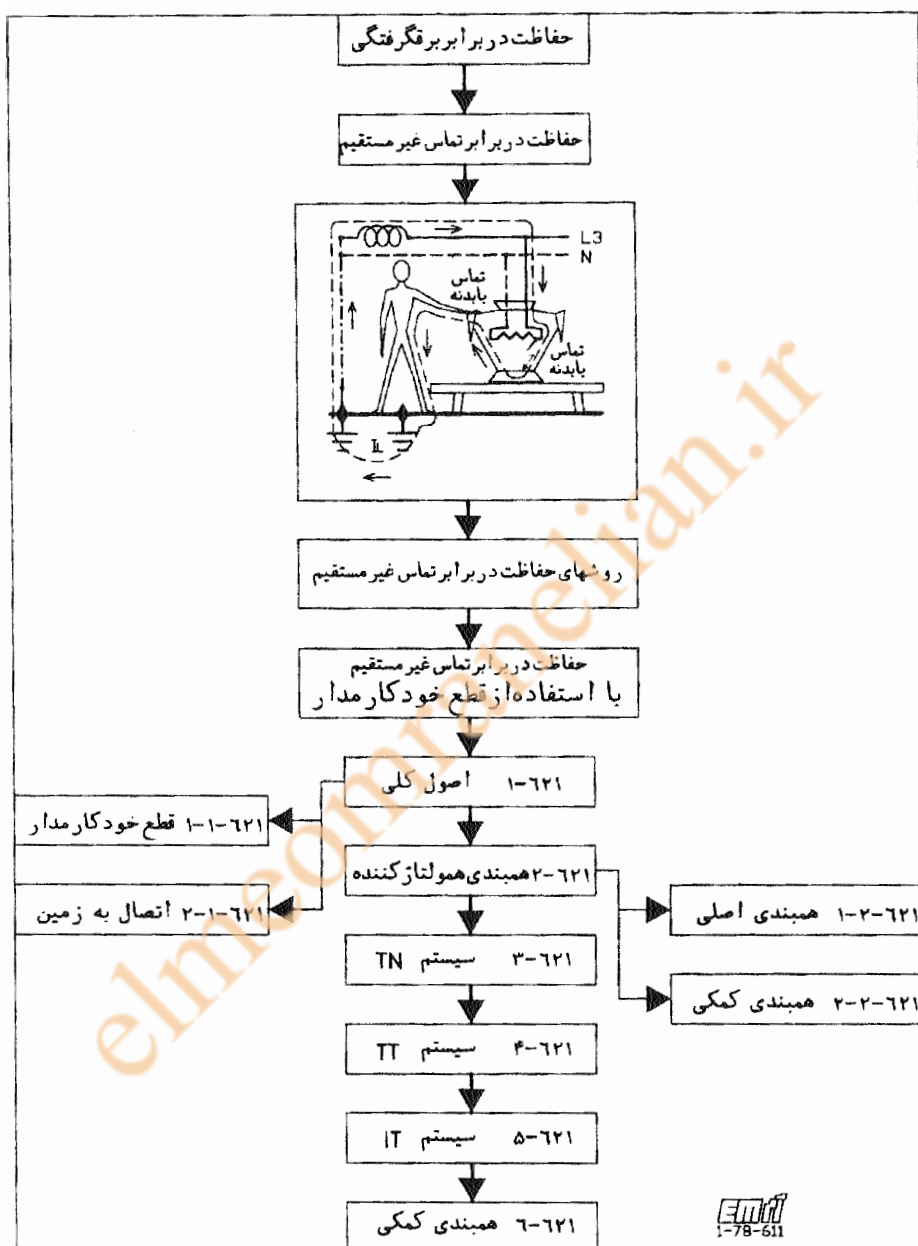 حفاظت در برابر برقگرفتگی
حفاظت در برابر تماس غیر مستقیم
L3
N
تماس
بابدنه
تماس
بابدنه
IL
روشهای حفاظت در برابر تماس غیر مستقیم
حفاظت در برابر تماس غیر مستقیم
با استفاده از قطع خودکار مدار
۱-۶۲۱ اصول کلی
۱-۱-۶۲۱ قطع خودکار مدار
۲-۶۲۱ همبندی همولتاژ کننده
۲-۱-۶۲۱ اتصال به زمین
۱-۲-۶۲۱ همبندی اصلی
۳-۶۲۱ سیستم TN
۲-۲-۶۲۱ همبندی کمکی
۴-۶۲۱ سیستم TT
۵-۶۲۱ سیستم IT
۶-۶۲۱ همبندی کمکی
emri
1-78-611
elmeomranelian.ir